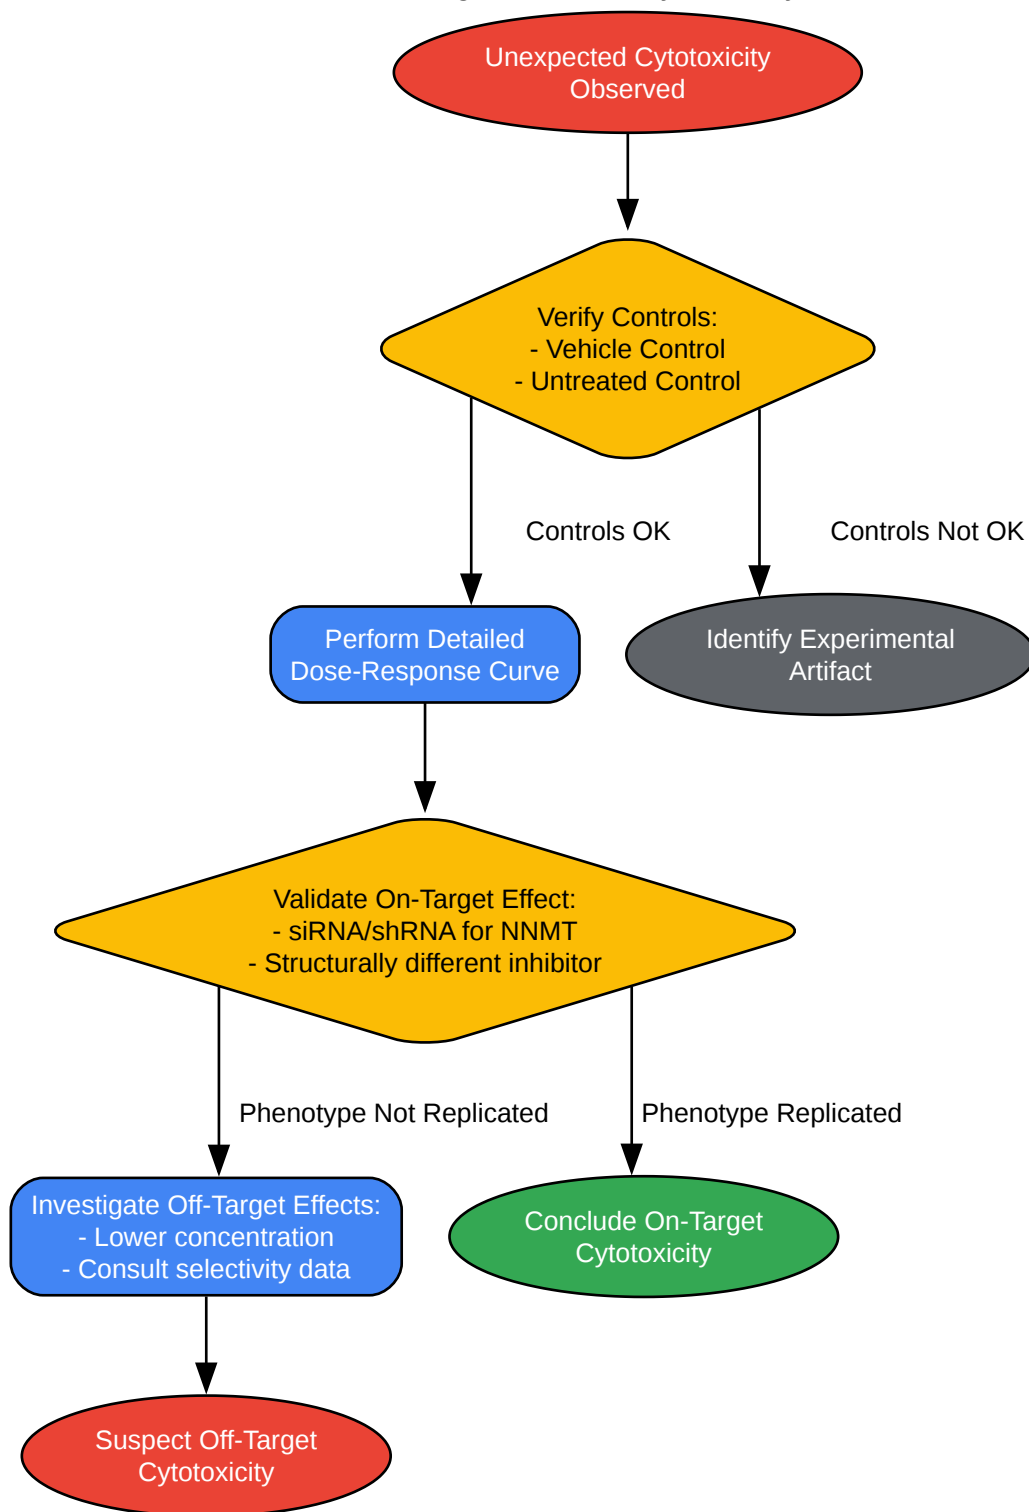 Unexpected Cytotoxicity
Observed
Verify Controls:
- Vehicle Control
- Untreated Control
Controls OK
Controls Not OK
Perform Detailed
Dose-Response Curve
Identify Experimental
Artifact
Validate On-Target Effect:
- siRNA/shRNA for NNMT
- Structurally different inhibitor
Phenotype Not Replicated
Phenotype Replicated
Investigate Off-Target Effects:
- Lower concentration
- Consult selectivity data
Conclude On-Target
Cytotoxicity
Suspect Off-Target
Cytotoxicity